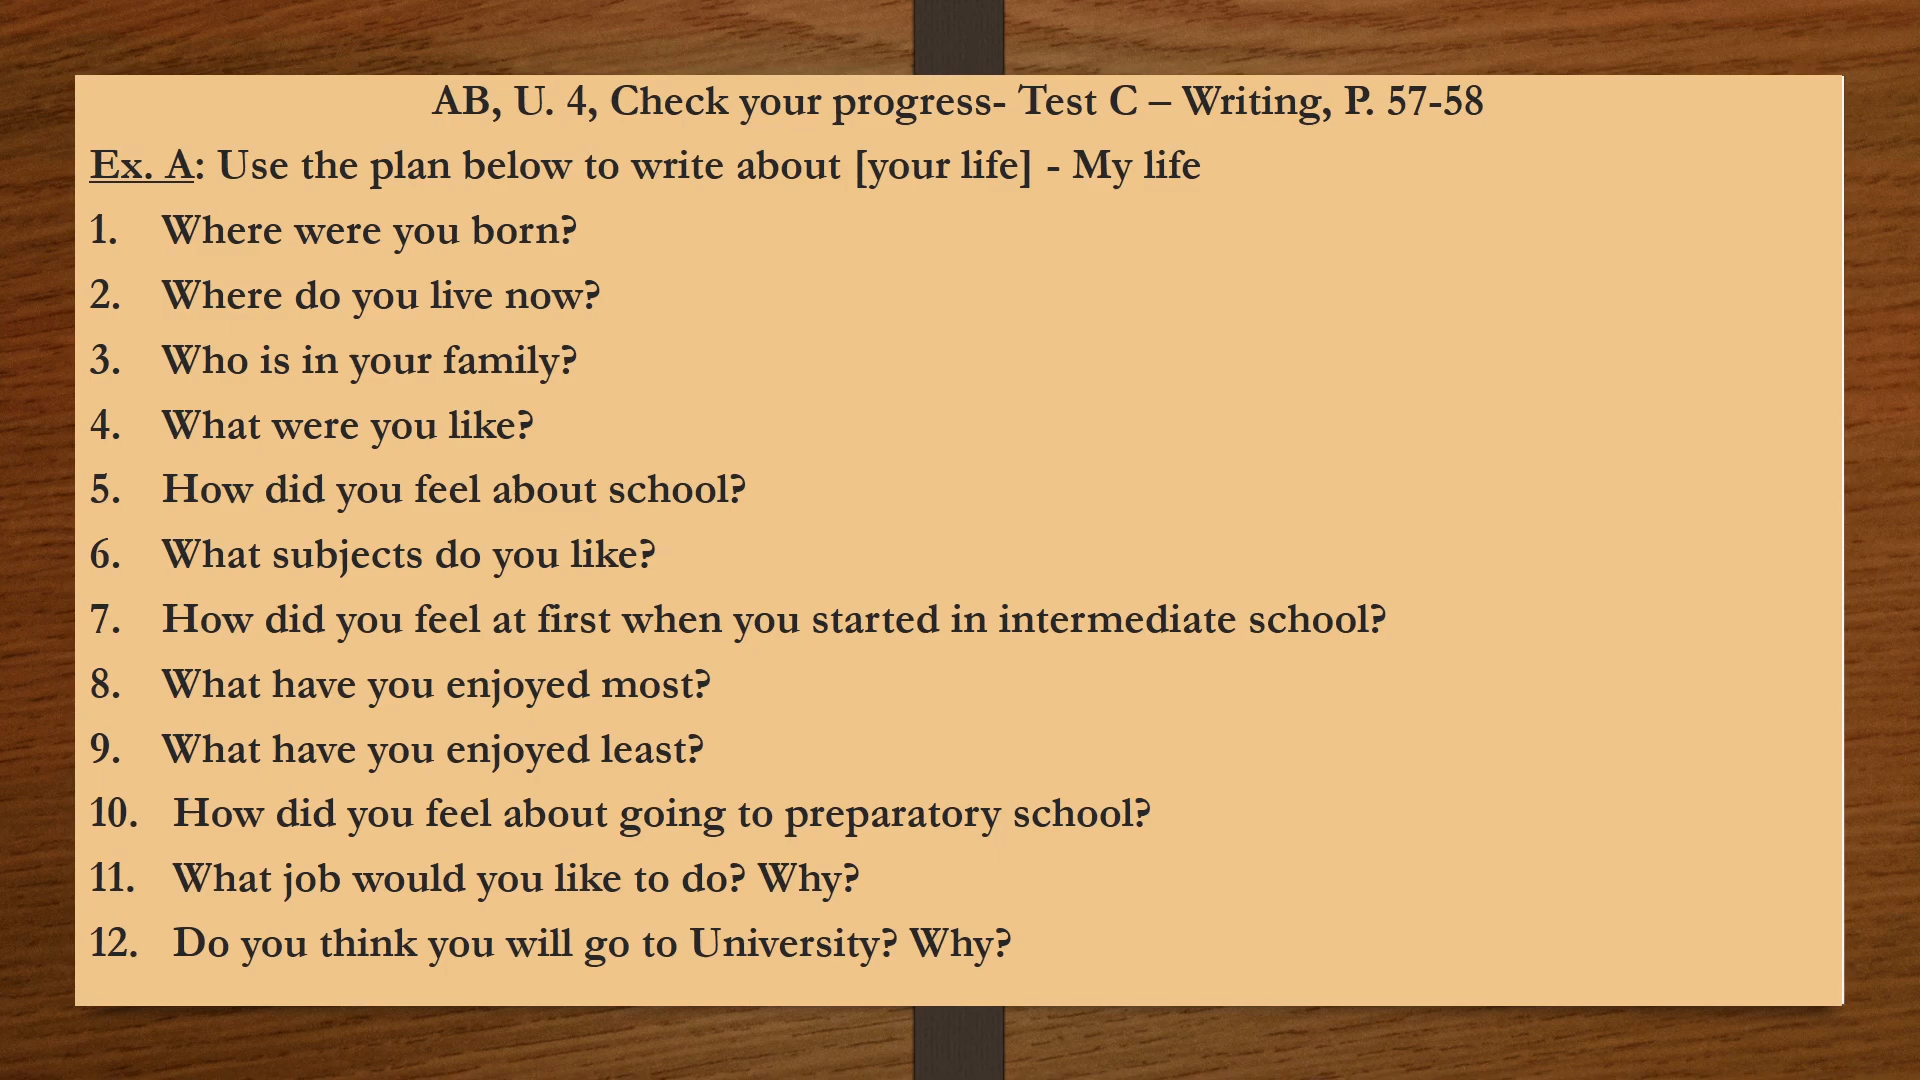 AB, U. 4, Check your progress- Test C – Writing, P. 57-58
Ex. A: Use the plan below to write about [your life] - My life
1. Where were you born?
2. Where do you live now?
3. Who is in your family?
4. What were you like?
5. How did you feel about school?
6. What subjects do you like?
7. How did you feel at first when you started in intermediate school?
8. What have you enjoyed most?
9. What have you enjoyed least?
10. How did you feel about going to preparatory school?
11. What job would you like to do? Why?
12. Do you think you will go to University? Why?